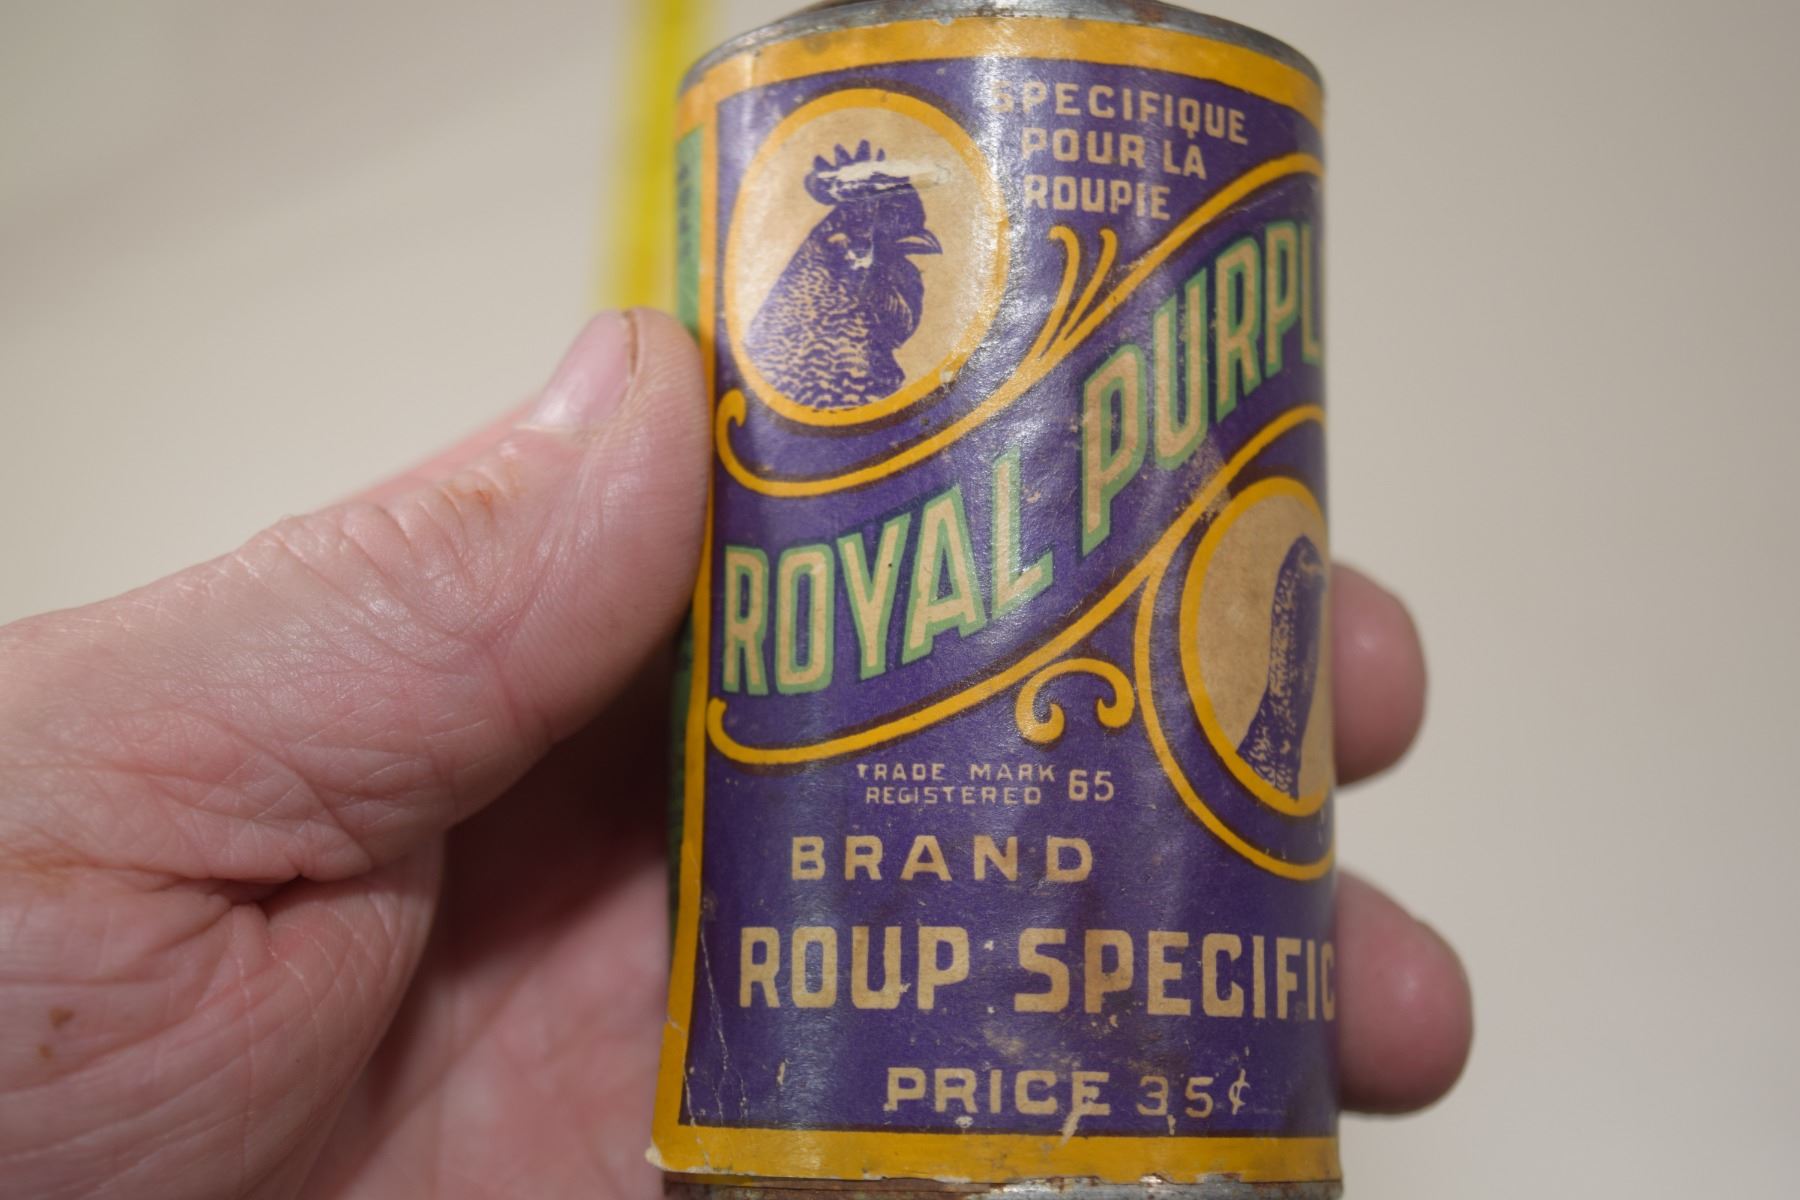 SPECIFIQUE
POUR LA
ROUPIE
ROYAL PURPL
TRADE MARK
REGISTERED 65
BRAND
ROUP SPECIFIC
PRICE 35¢